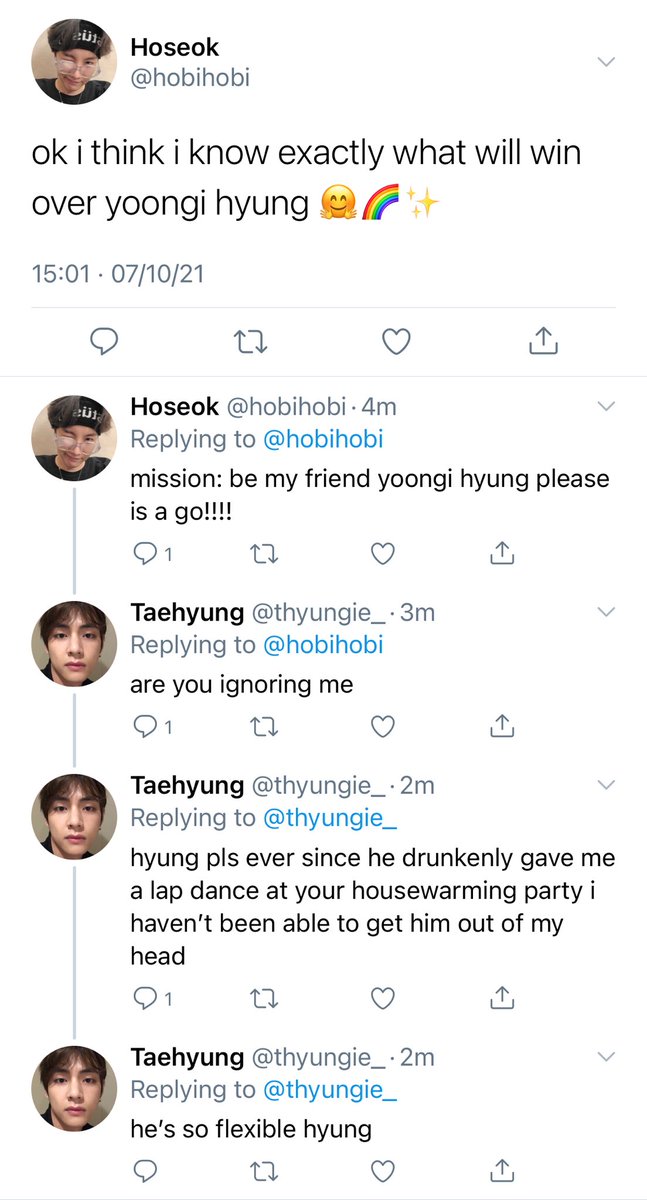 Hoseok
@hobihobi
ok i think i know exactly what will win
over yoongi hyung 🤗🌈✨
15:01 · 07/10/21
Hoseok @hobihobi · 4m
Replying to @hobihobi
mission: be my friend yoongi hyung please
is a go!!!!
1
Taehyung @thyungie_ · 3m
Replying to @hobihobi
are you ignoring me
1
Taehyung @thyungie_ · 2m
Replying to @thyungie_
hyung pls ever since he drunkenly gave me
a lap dance at your housewarming party i
haven’t been able to get him out of my
head
1
Taehyung @thyungie_ · 2m
Replying to @thyungie_
he’s so flexible hyung